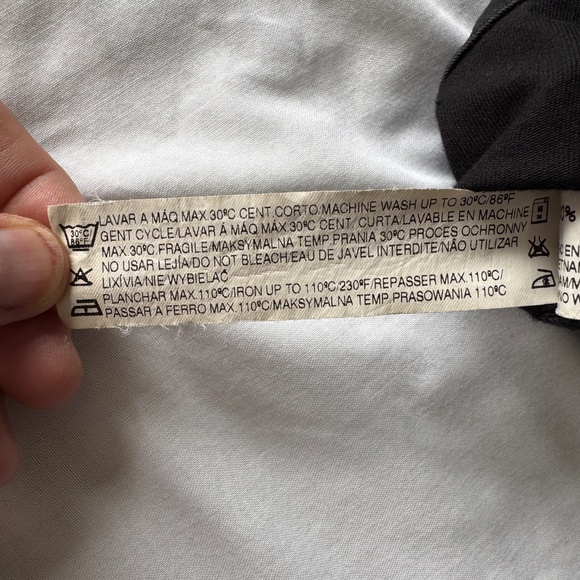 30ºC
86ºF
LAVAR A MÁQ.MAX.30ºC CENT.CORTO/MACHINE WASH UP TO 30ºC/86ºF
GENT CYCLE/LAVAR Á MÁQ MÁX 30ºC CENT. CURTA/LAVABLE EN MACHINE
MAX.30ºC.FRAGILE/MAKSYMALNA TEMP.PRANIA 30ºC PROCES OCHRONNY
NO USAR LEJÍA/DO NOT BLEACH/EAU DE JAVEL INTERDITE/NÃO UTILIZAR
LIXÍVIA/NIE WYBIELAĆ
PLANCHAR MAX.110ºC/IRON UP TO 110ºC/230ºF/REPASSER MAX.110ºC/
PASSAR A FERRO MAX.110ºC/MAKSYMALNA TEMP.PRASOWANIA 110ºC